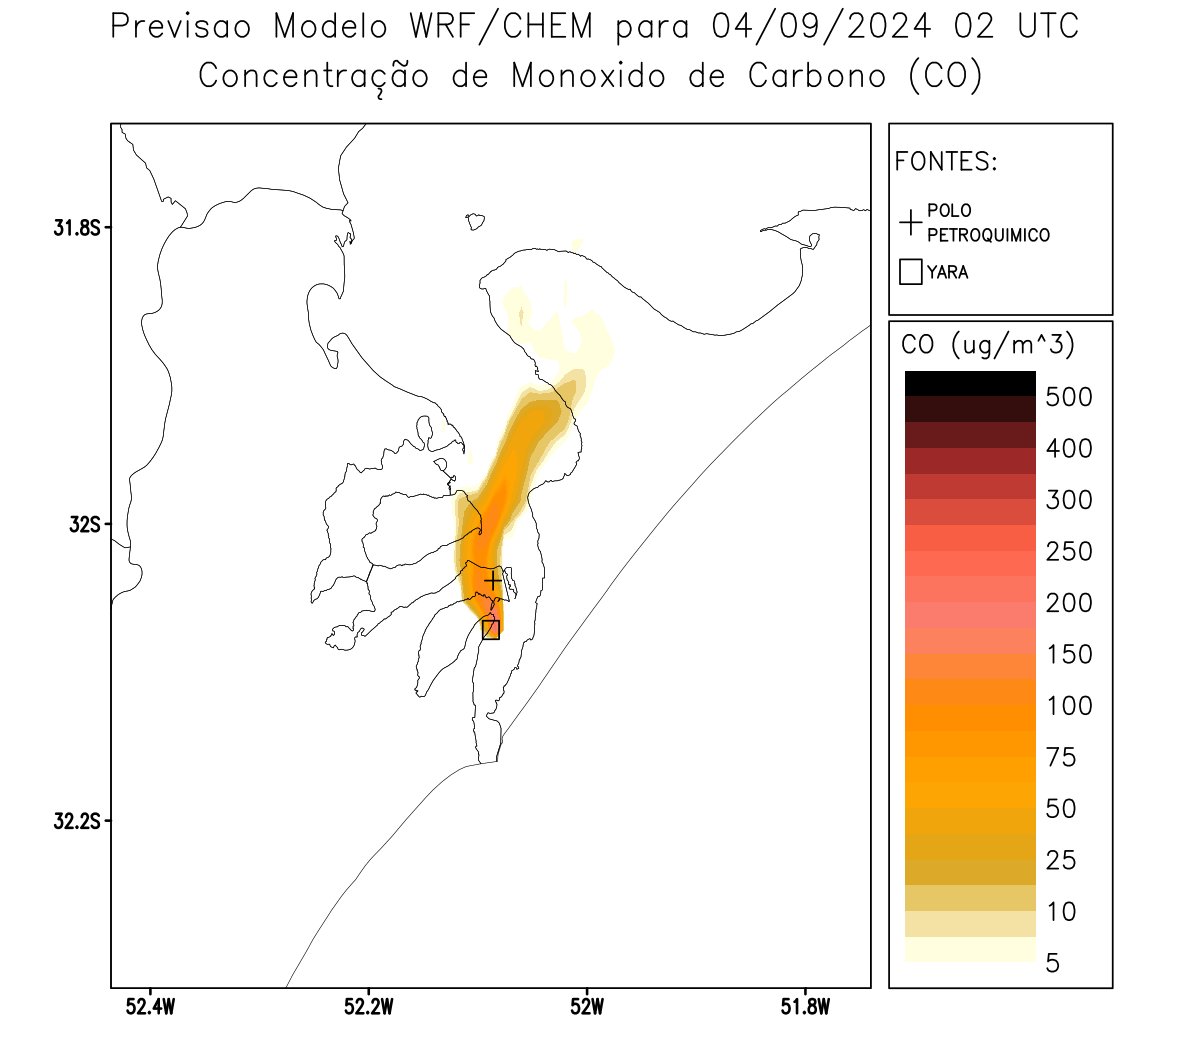 Previsao Modelo WRF/CHEM para 04/09/2024 02 UTC
Concentração de Monoxido de Carbono (CO)
FONTES:
POLO
PETROQUIMICO
YARA
31.8S
32S
32.2S
52.4W
52.2W
52W
51.8W
CO (ug/m^3)
500
400
300
250
200
150
100
75
50
25
10
5